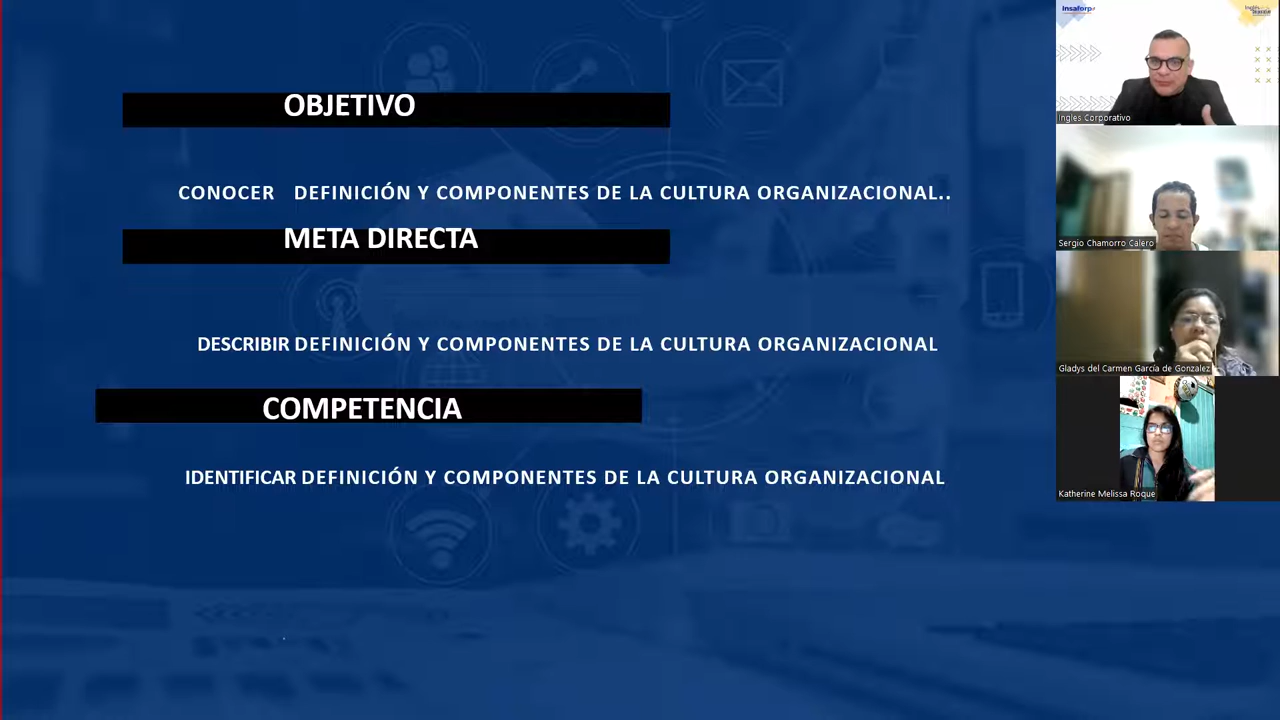 OBJETIVO
CONOCER DEFINICIÓN Y COMPONENTES DE LA CULTURA ORGANIZACIONAL..
META DIRECTA
DESCRIBIR DEFINICIÓN Y COMPONENTES DE LA CULTURA ORGANIZACIONAL
COMPETENCIA
IDENTIFICAR DEFINICIÓN Y COMPONENTES DE LA CULTURA ORGANIZACIONAL
Insaforp
Ingles Corporativo
Sergio Chamorro Calero
Gladys del Carmen García de Gonzalez
Katherine Melissa Roque